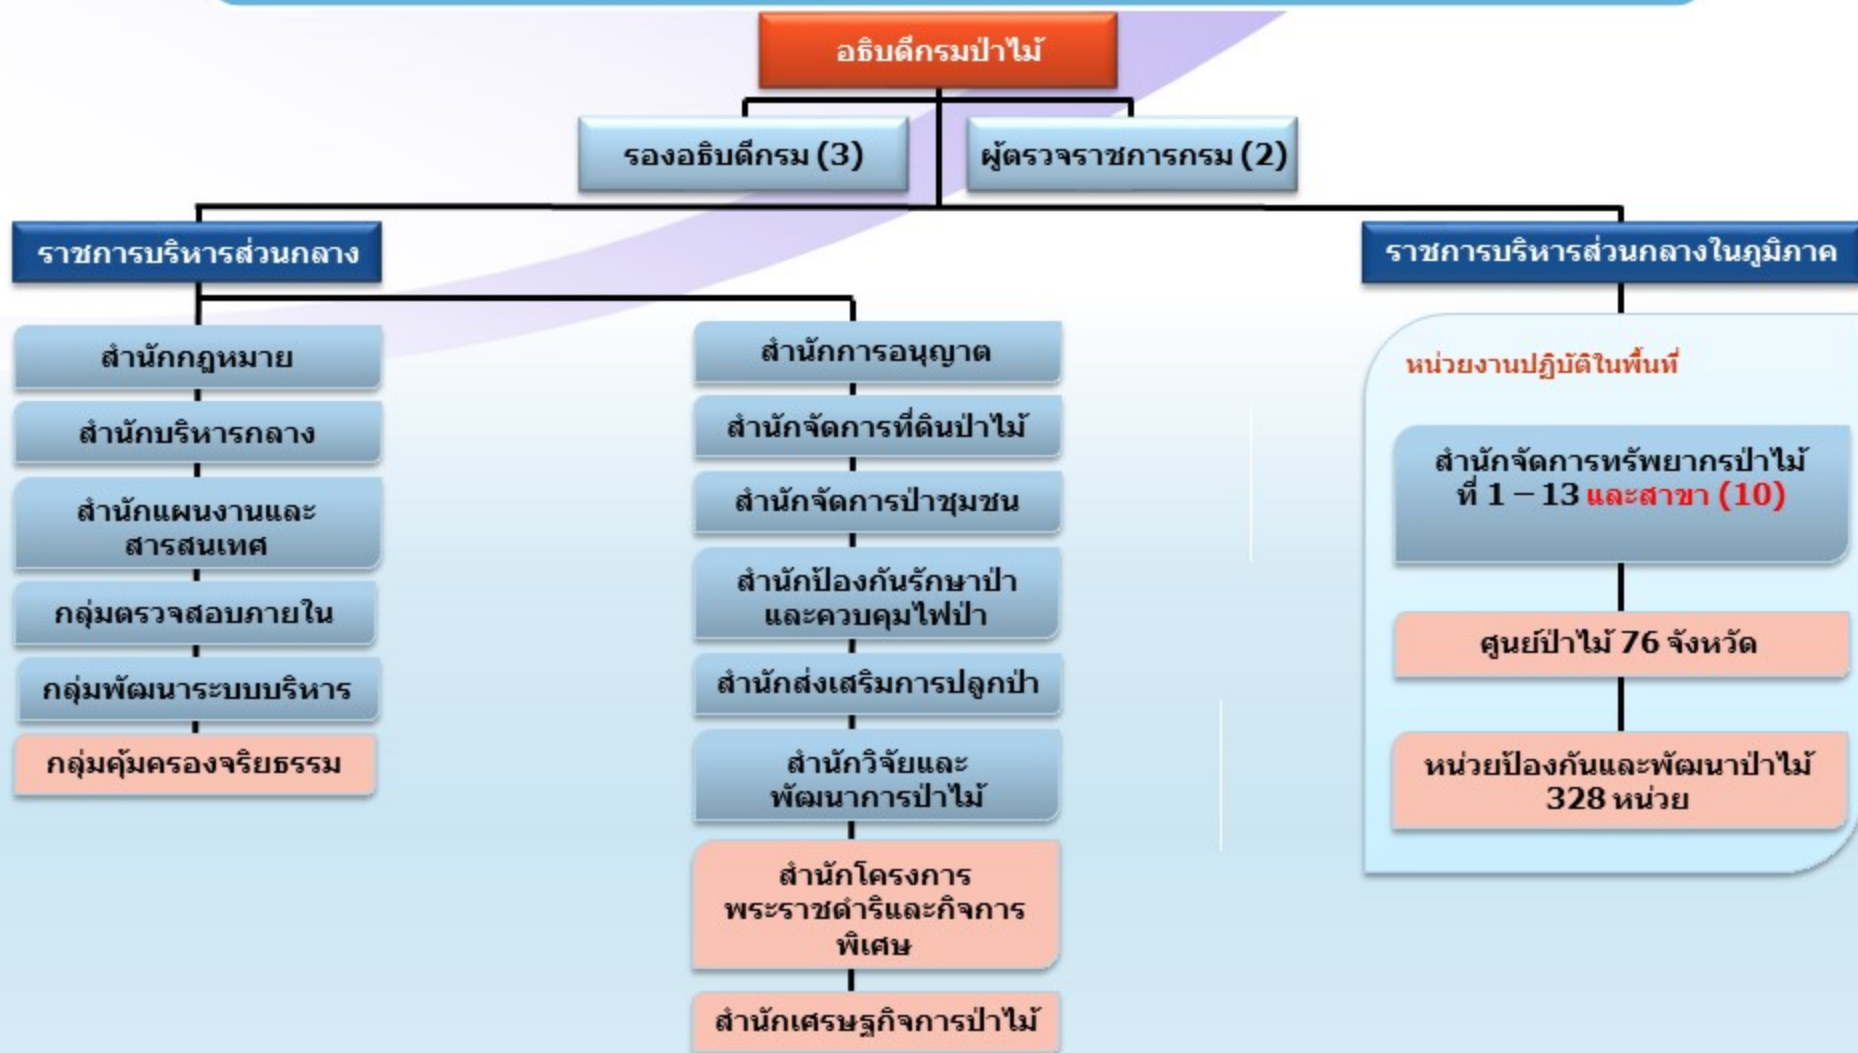 อธิบดีกรมป่าไม้
รองอธิบดีกรม (3)
ผู้ตรวจราชการกรม (2)
ราชการบริหารส่วนกลาง
ราชการบริหารส่วนกลางในภูมิภาค
สำนักกฎหมาย
สำนักบริหารกลาง
สำนักแผนงานและ
สารสนเทศ
กลุ่มตรวจสอบภายใน
กลุ่มพัฒนาระบบบริหาร
กลุ่มคุ้มครองจริยธรรม
สำนักการอนุญาต
สำนักจัดการที่ดินป่าไม้
สำนักจัดการป่าชุมชน
สำนักป้องกันรักษาป่า
และควบคุมไฟป่า
สำนักส่งเสริมการปลูกป่า
สำนักวิจัยและ
พัฒนาการป่าไม้
สำนักโครงการ
พระราชดำริและกิจการ
พิเศษ
สำนักเศรษฐกิจการป่าไม้
หน่วยงานปฏิบัติในพื้นที่
สำนักจัดการทรัพยากรป่าไม้
ที่ 1 – 13 และสาขา (10)
ศูนย์ป่าไม้ 76 จังหวัด
หน่วยป้องกันและพัฒนาป่าไม้
328 หน่วย